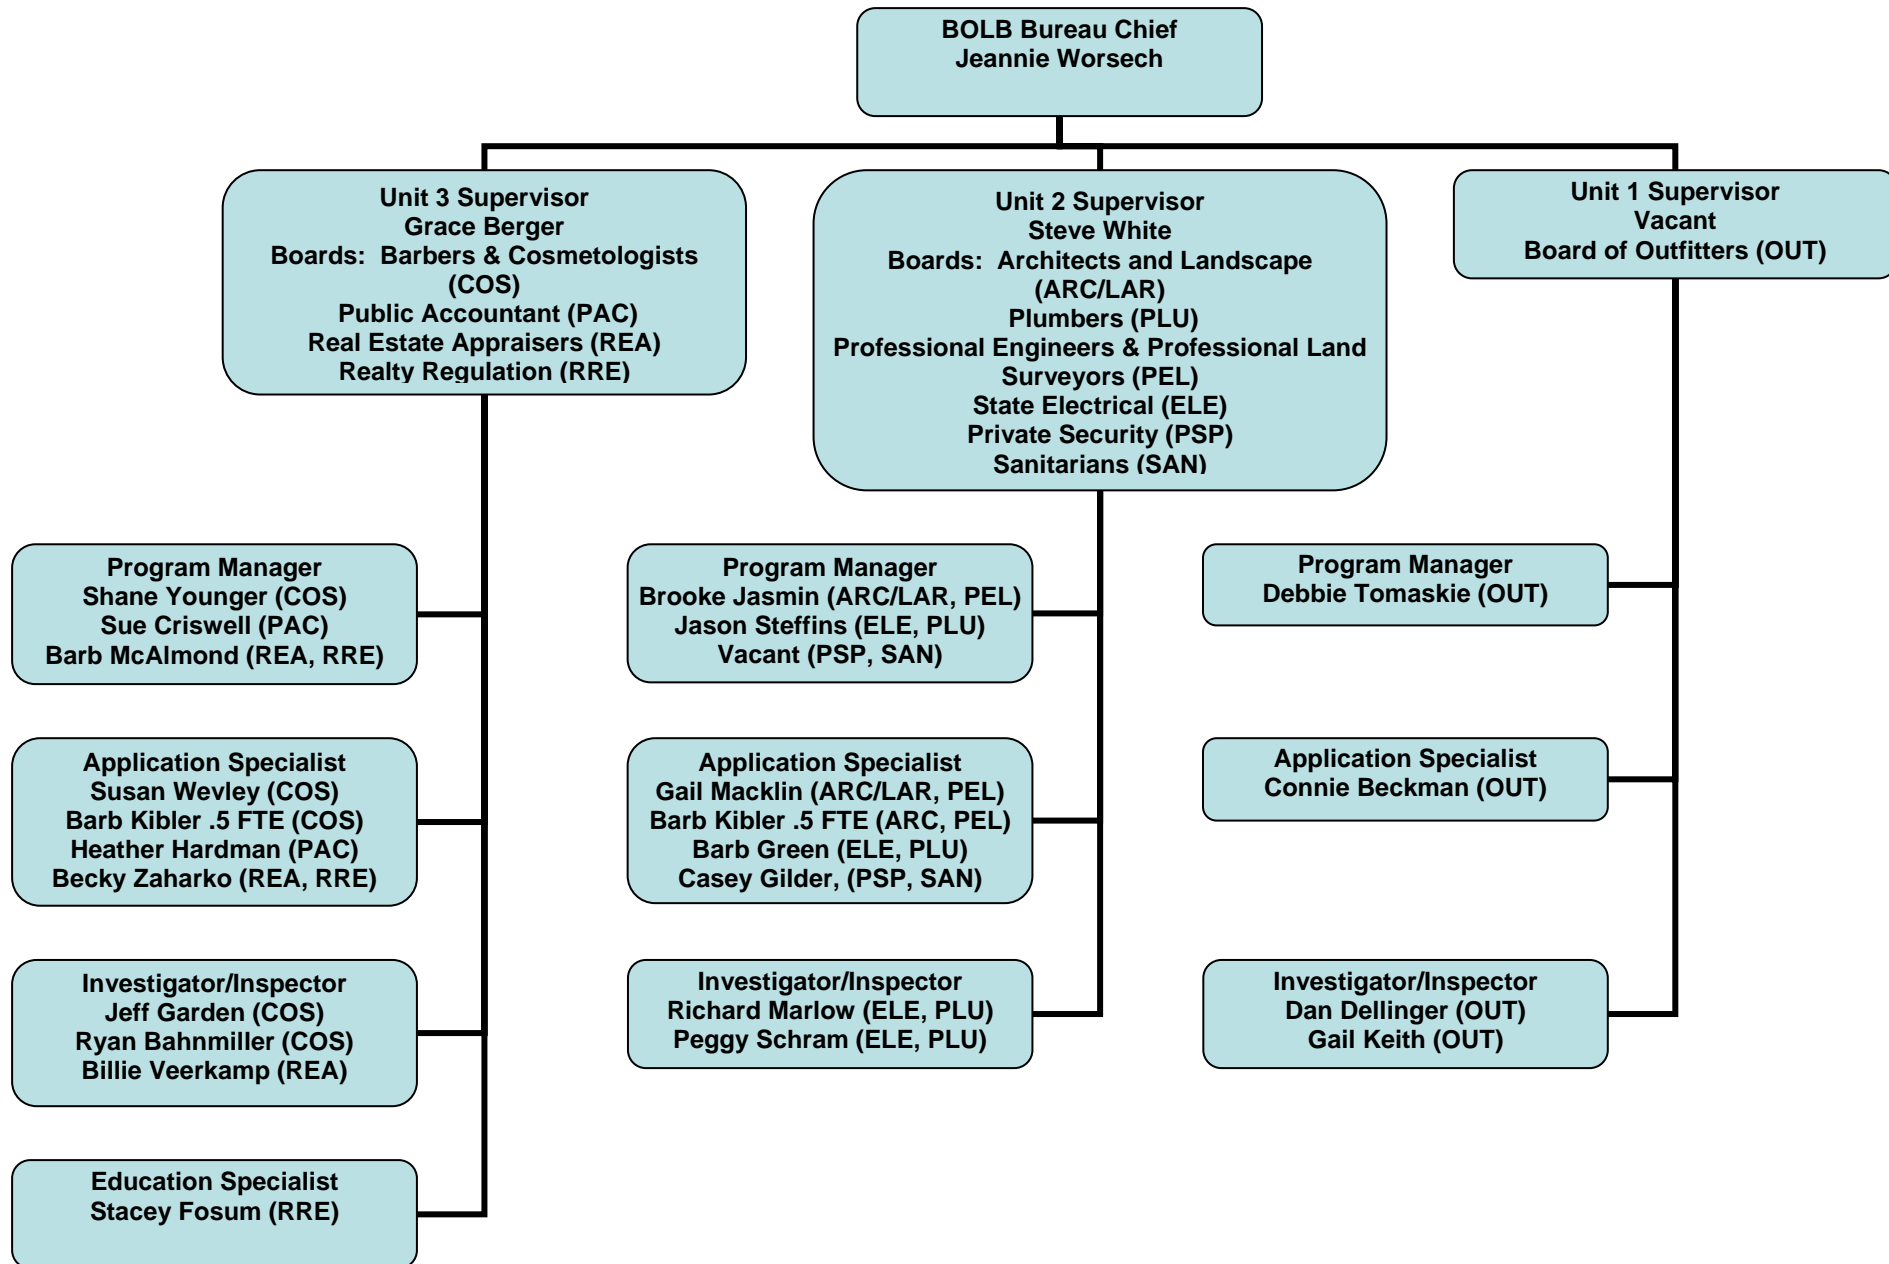 BOLB Bureau Chief
Jeannie Worsech
Unit 3 Supervisor
Grace Berger
Boards:  Barbers & Cosmetologists
(COS)
Public Accountant (PAC)
Real Estate Appraisers (REA)
Realty Regulation (RRE)
Unit 2 Supervisor
Steve White
Boards:  Architects and Landscape
(ARC/LAR)
Plumbers (PLU)
Professional Engineers & Professional Land
Surveyors (PEL)
State Electrical (ELE)
Private Security (PSP)
Sanitarians (SAN)
Unit 1 Supervisor
Vacant
Board of Outfitters (OUT)
Program Manager
Shane Younger (COS)
Sue Criswell (PAC)
Barb McAlmond (REA, RRE)
Program Manager
Brooke Jasmin (ARC/LAR, PEL)
Jason Steffins (ELE, PLU)
Vacant (PSP, SAN)
Program Manager
Debbie Tomaskie (OUT)
Application Specialist
Susan Wevley (COS)
Barb Kibler .5 FTE (COS)
Heather Hardman (PAC)
Becky Zaharko (REA, RRE)
Application Specialist
Gail Macklin (ARC/LAR, PEL)
Barb Kibler .5 FTE (ARC, PEL)
Barb Green (ELE, PLU)
Casey Gilder, (PSP, SAN)
Application Specialist
Connie Beckman (OUT)
Investigator/Inspector
Jeff Garden (COS)
Ryan Bahnmiller (COS)
Billie Veerkamp (REA)
Investigator/Inspector
Richard Marlow (ELE, PLU)
Peggy Schram (ELE, PLU)
Investigator/Inspector
Dan Dellinger (OUT)
Gail Keith (OUT)
Education Specialist
Stacey Fosum (RRE)